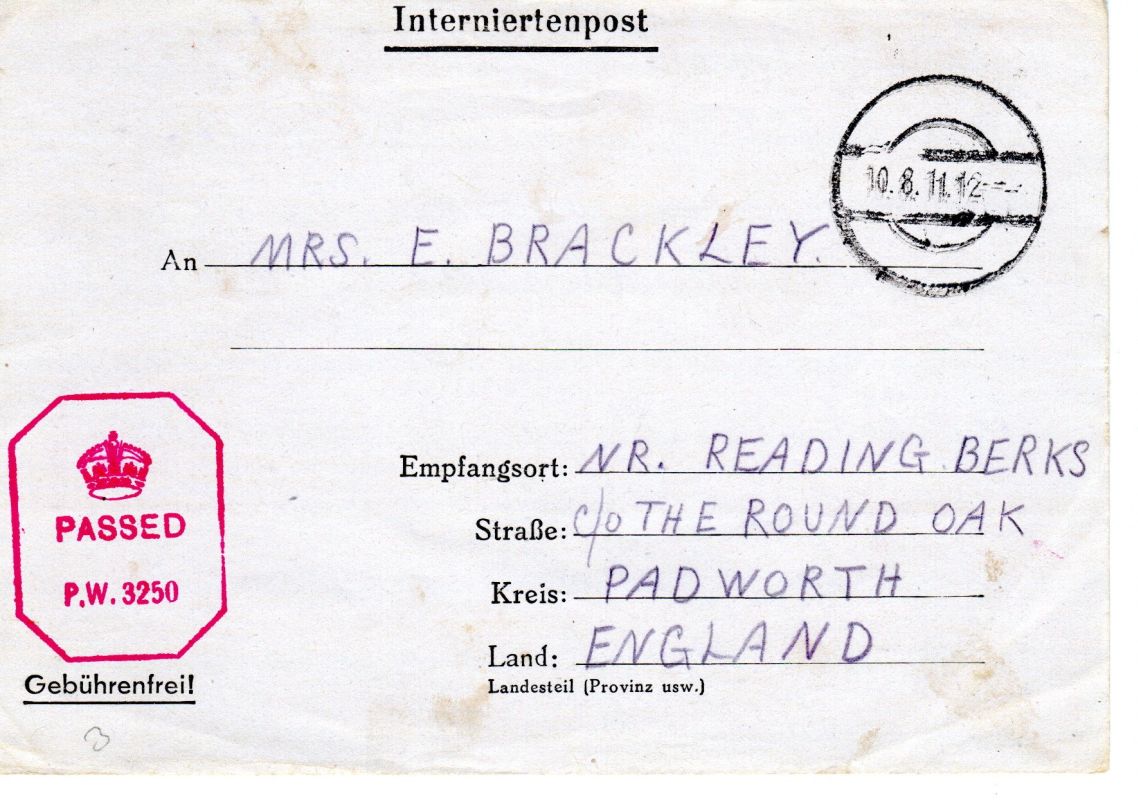 Interniertenpost
10.8.11.12
An MRS. E. BRACKLEY.
PASSED
P.W. 3250
Empfangsort: NR. READING BERKS
Straße: c/o THE ROUND OAK
Kreis: PADWORTH
Land: ENGLAND
Landesteil (Provinz usw.)
Gebührenfrei!
3